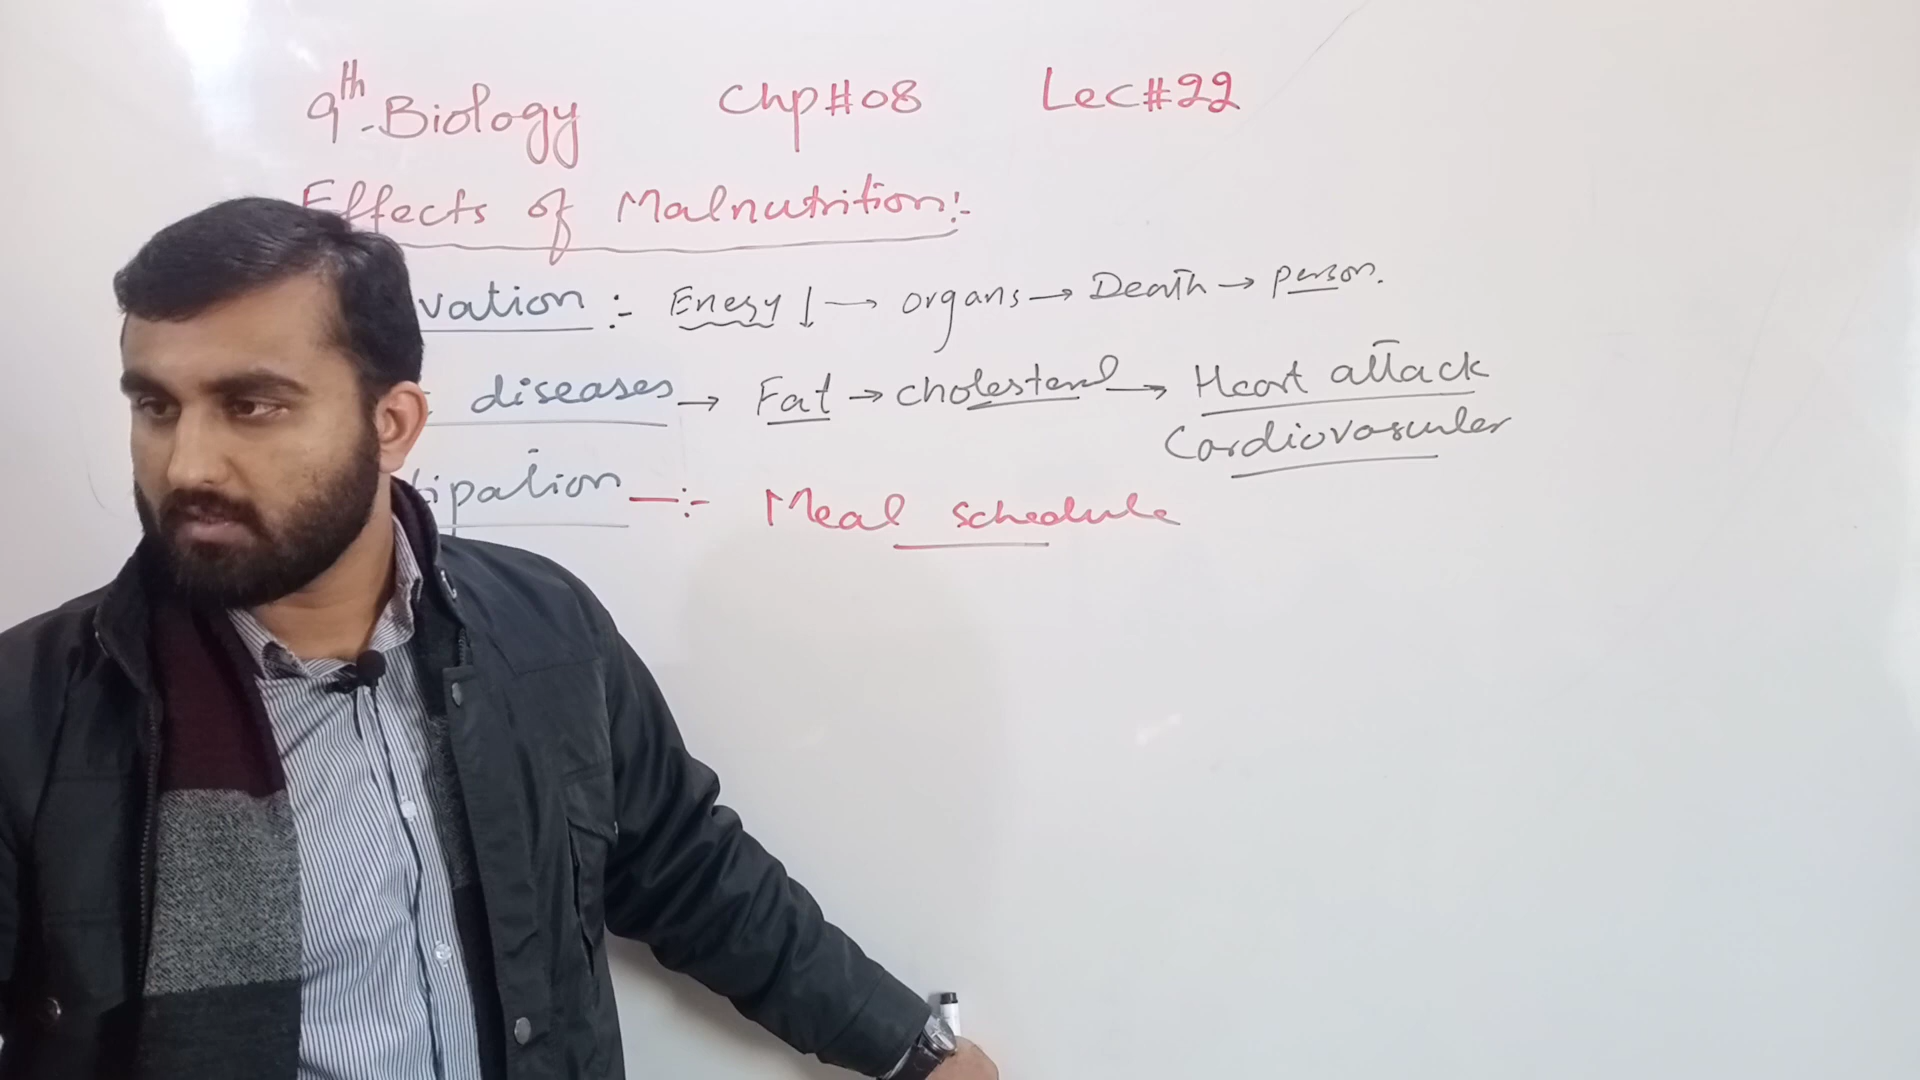 9th-Biology Chp#08 Lec#22
Effects of Malnutrition:-
vation :- Enegy ↓ → organs → Death → person.
diseases → Fat → cholesterol → Heart attack
Cardiovasculer
ipation —:- Meal schedule